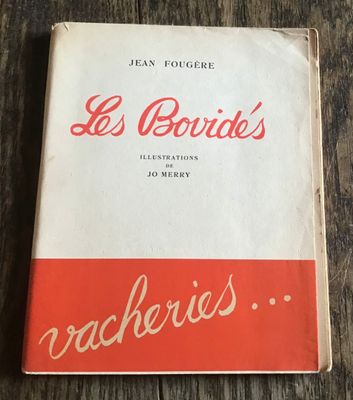 JEAN FOUGÈRE
Les Bovidés
ILLUSTRATIONS
DE
JO MERRY
vacheries...